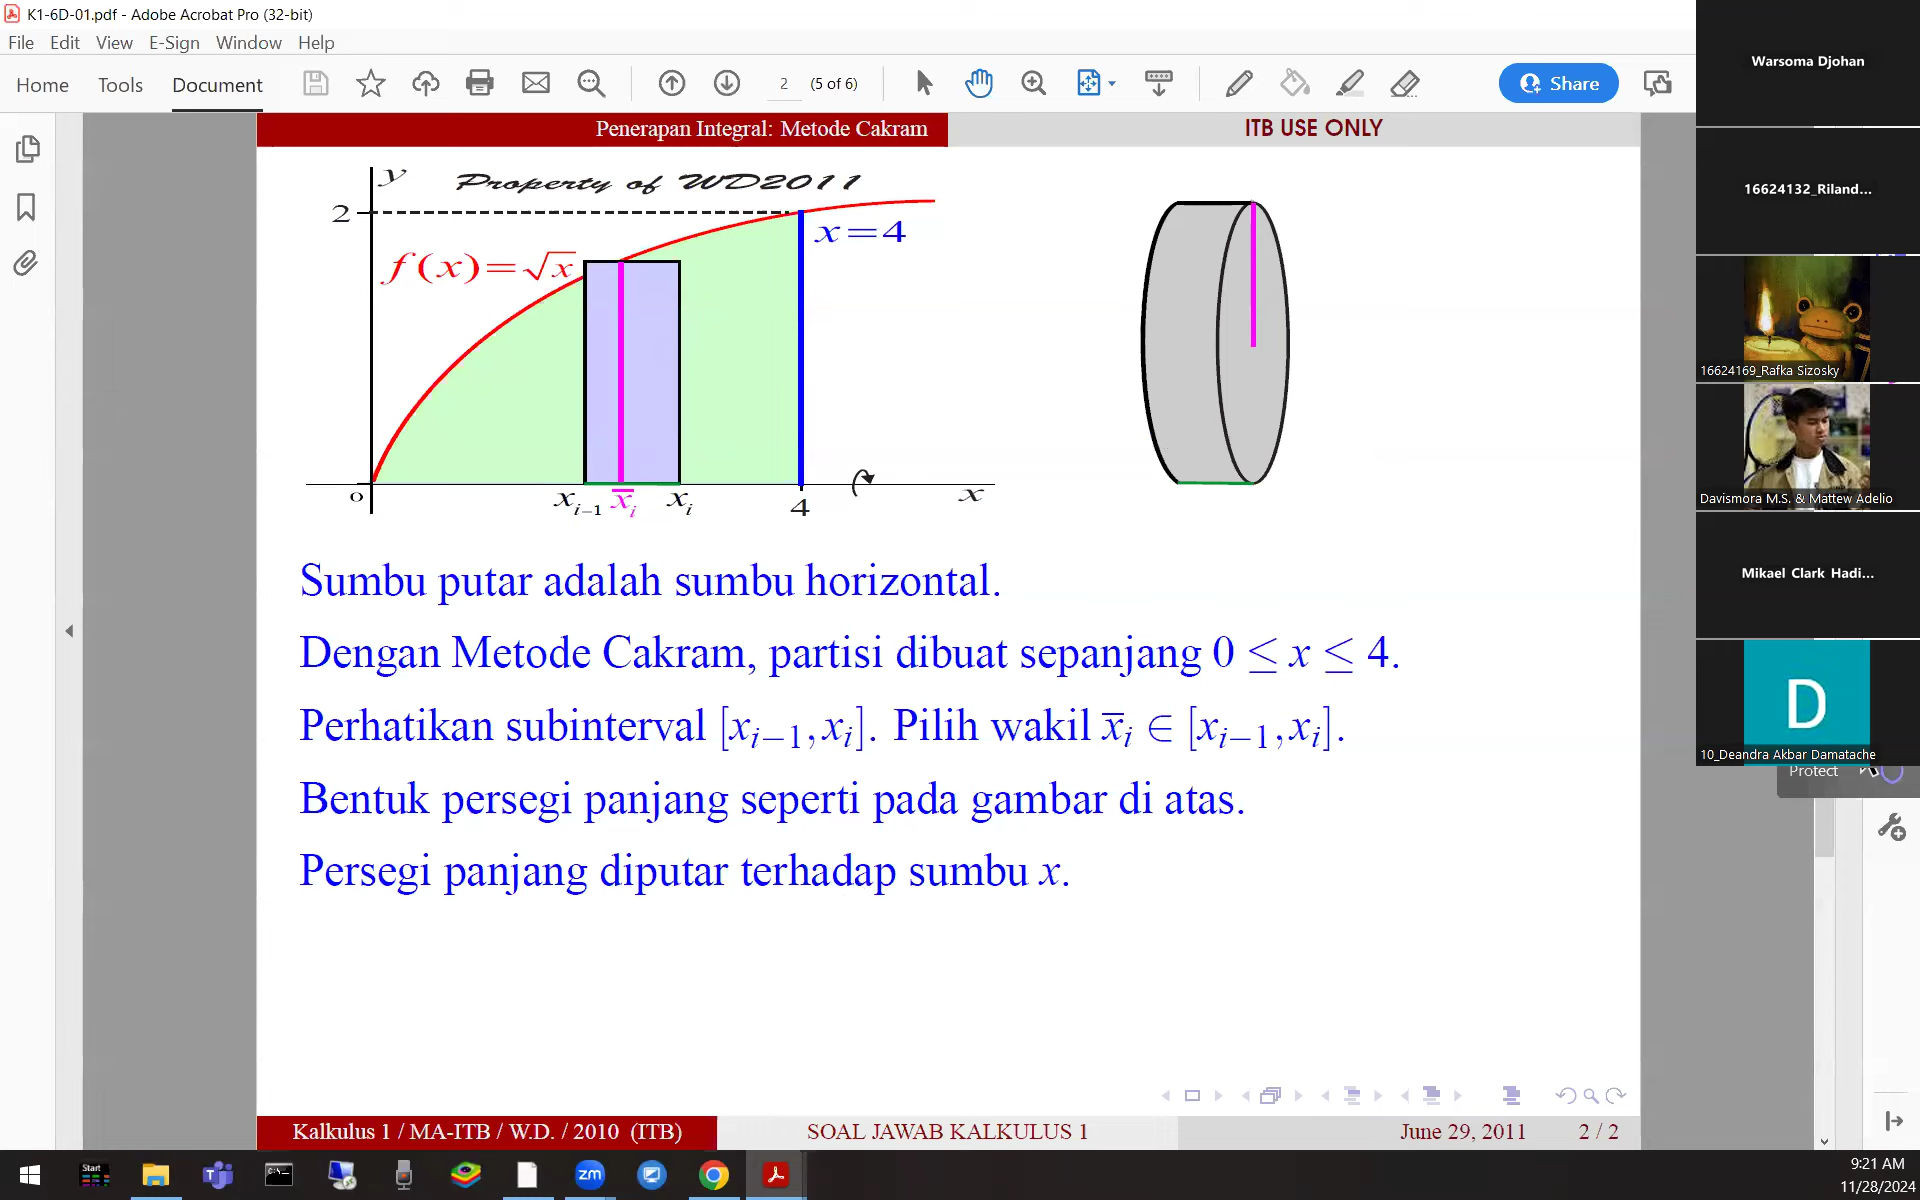 K1-6D-01.pdf - Adobe Acrobat Pro (32-bit)
File Edit View E-Sign Window Help
Home Tools Document 2 (5 of 6) Share
Penerapan Integral: Metode Cakram ITB USE ONLY
y Property of WD2011
2
x=4
f(x)=√x
o x_{i-1} x̅_i x_i 4 x
Sumbu putar adalah sumbu horizontal.
Dengan Metode Cakram, partisi dibuat sepanjang 0 ≤ x ≤ 4.
Perhatikan subinterval [x_{i-1}, x_i]. Pilih wakil x̅_i ∈ [x_{i-1}, x_i].
Bentuk persegi panjang seperti pada gambar di atas.
Persegi panjang diputar terhadap sumbu x.
Kalkulus 1 / MA-ITB / W.D. / 2010 (ITB) SOAL JAWAB KALKULUS 1 June 29, 2011 2 / 2
Warsoma Djohan
16624132_Riland...
16624169_Rafka Sizosky
Davismora M.S. & Mattew Adelio
Mikael Clark Hadi...
D
10_Deandra Akbar Damatache
Protect
Start
zm
9:21 AM
11/28/2024